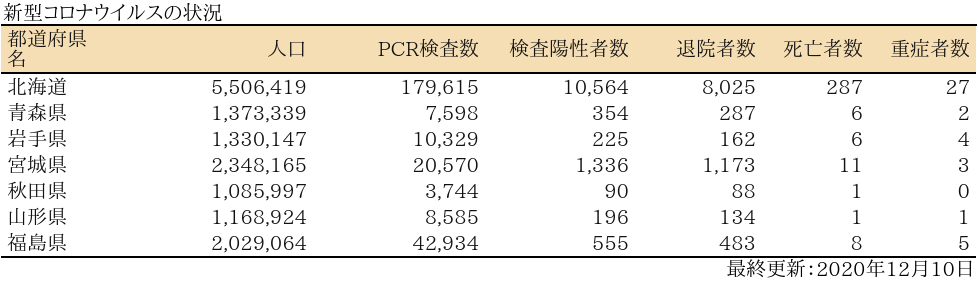 新型コロナウイルスの状況
都道府県名 人口 PCR検査数 検査陽性者数 退院者数 死亡者数 重症者数
北海道 5,506,419 179,615 10,564 8,025 287 27
青森県 1,373,339 7,598 354 287 6 2
岩手県 1,330,147 10,329 225 162 6 4
宮城県 2,348,165 20,570 1,336 1,173 11 3
秋田県 1,085,997 3,744 90 88 1 0
山形県 1,168,924 8,585 196 134 1 1
福島県 2,029,064 42,934 555 483 8 5
最終更新：2020年12月10日